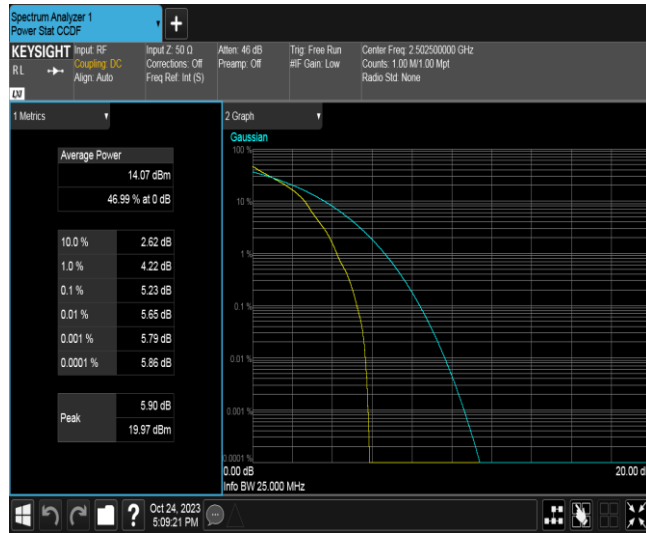 Spectrum Analyzer 1
Power Stat CCDF
+
KEYSIGHT
Input: RF
Coupling: DC
Align: Auto
Input Z: 50 Ω
Corrections: Off
Freq Ref: Int (S)
Atten: 46 dB
Preamp: Off
Trig: Free Run
#IF Gain: Low
Center Freq: 2.502500000 GHz
Counts: 1.00 M/1.00 Mpt
Radio Std: None
R L
LXI
1 Metrics
Average Power
14.07 dBm
46.99 % at 0 dB
10.0 % 2.62 dB
1.0 % 4.22 dB
0.1 % 5.23 dB
0.01 % 5.65 dB
0.001 % 5.79 dB
0.0001 % 5.86 dB
Peak
5.90 dB
19.97 dBm
2 Graph
Gaussian
100 %
10 %
1 %
0.1 %
0.01 %
0.001 %
0.0001 %
0.00 dB
20.00 d
Info BW 25.000 MHz
?
Oct 24, 2023
5:09:21 PM